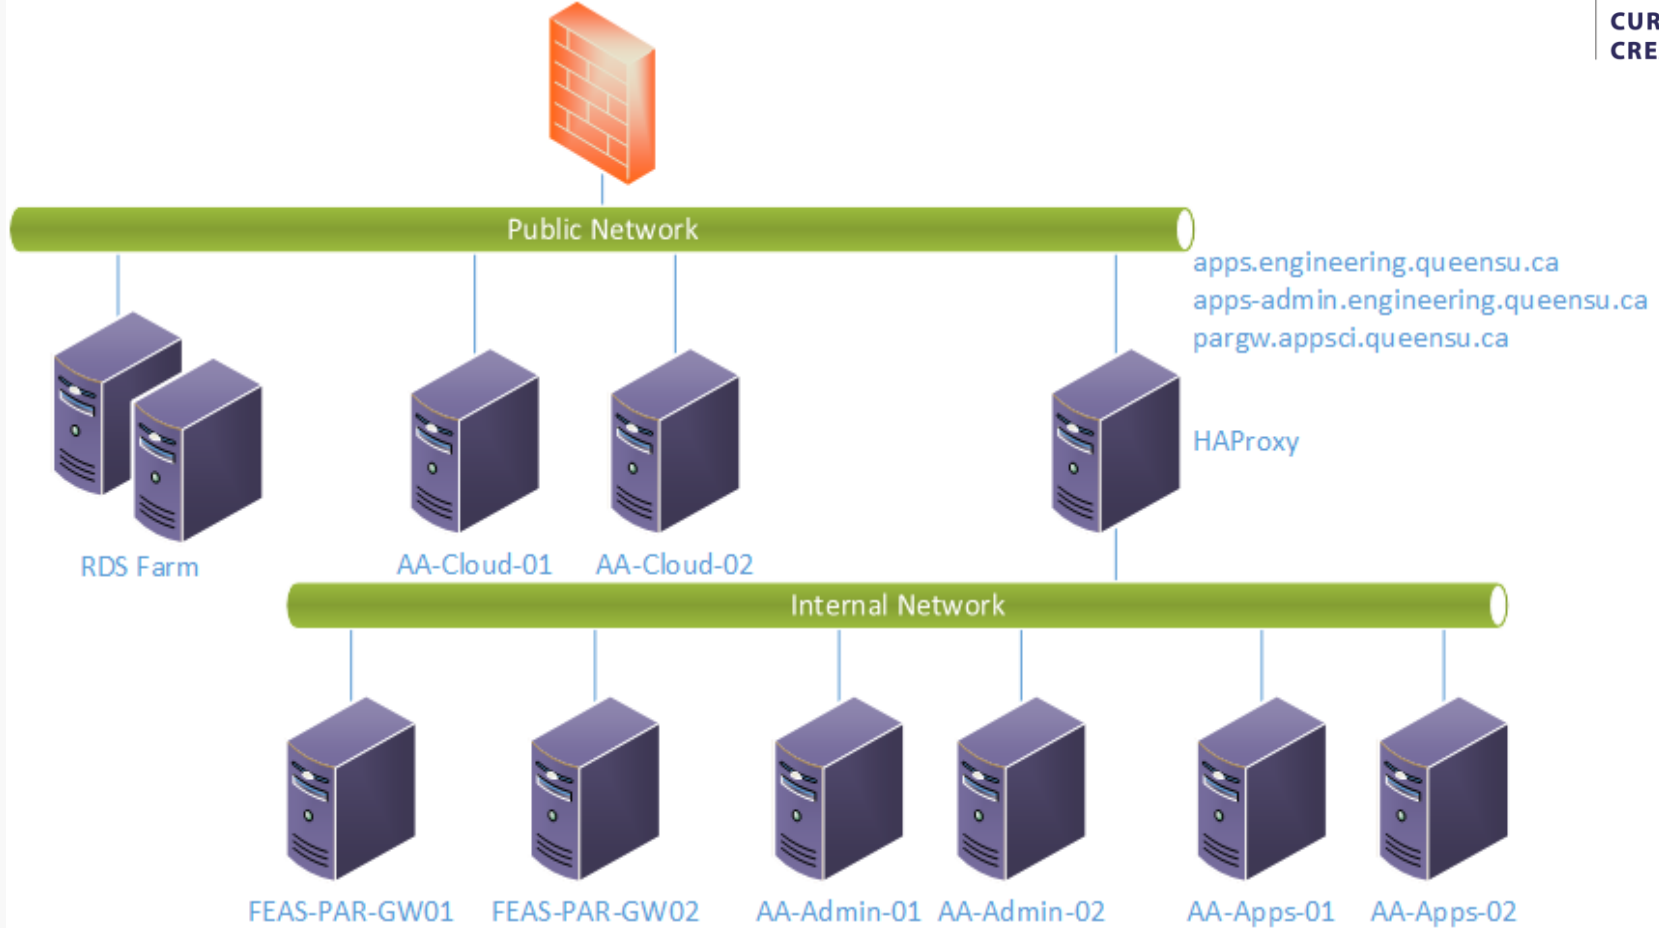 CUR
CRE
Public Network
apps.engineering.queensu.ca
apps-admin.engineering.queensu.ca
pargw.appsci.queensu.ca
HAProxy
RDS Farm
AA-Cloud-01
AA-Cloud-02
Internal Network
FEAS-PAR-GW01
FEAS-PAR-GW02
AA-Admin-01
AA-Admin-02
AA-Apps-01
AA-Apps-02